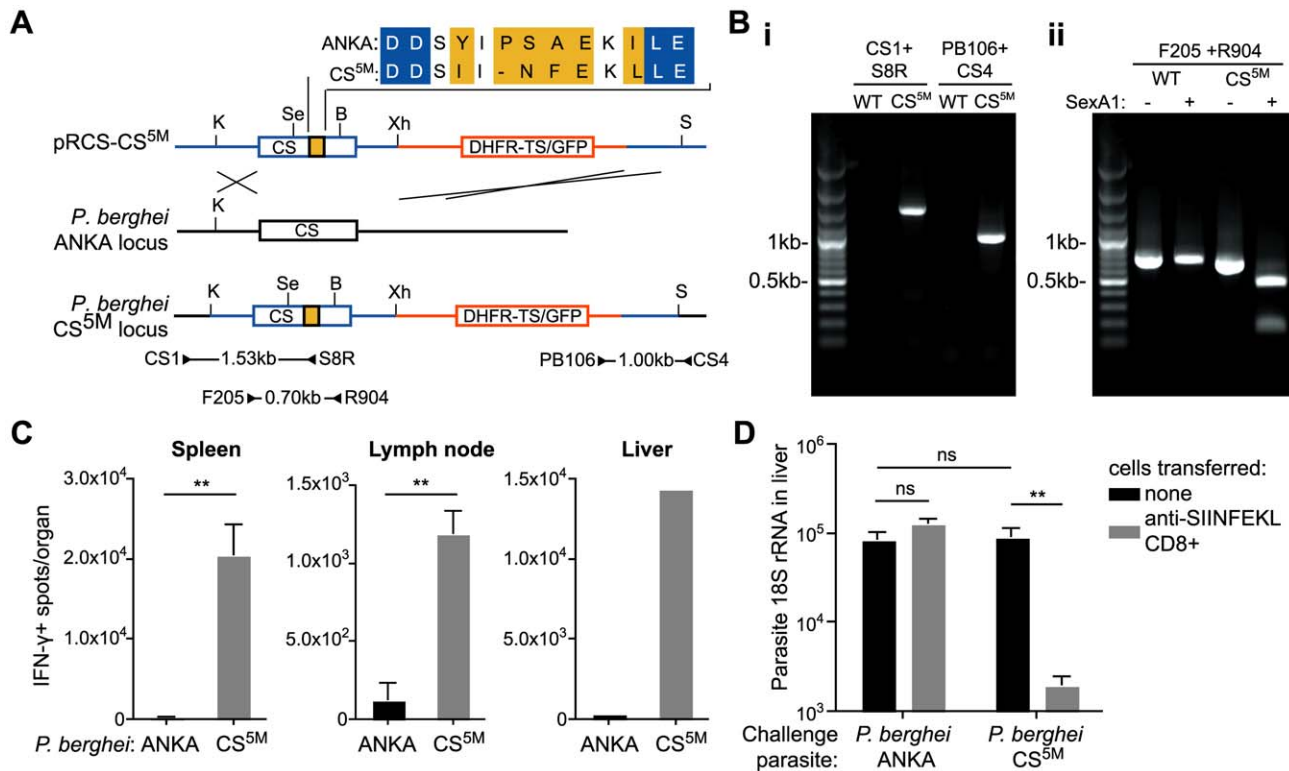 A
ANKA: D D S Y I P S A E K I L E
CS5M: D D S I I - N F E K L L E
K Se B Xh S
pRCS-CS5M CS DHFR-TS/GFP
K
P. berghei
ANKA locus CS
K Se B Xh S
P. berghei
CS5M locus CS DHFR-TS/GFP
CS1 1.53kb S8R PB106 1.00kb CS4
F205 0.70kb R904
B
i
CS1+ PB106+
S8R CS4
WT CS5M WT CS5M
1kb-
0.5kb-
ii
F205 +R904
WT CS5M
SexA1: - + - +
1kb-
0.5kb-
C
Spleen
IFN-γ+ spots/organ
3.0x104
2.0x104
1.0x104
0
**
P. berghei: ANKA CS5M
Lymph node
1.5x103
1.0x103
5.0x102
0
**
ANKA CS5M
Liver
1.5x104
1.0x104
5.0x103
0
ANKA CS5M
D
Parasite 18S rRNA in liver
106
105
104
103
ns
ns
**
cells transferred:
none
anti-SIINFEKL
CD8+
Challenge
parasite:
P. berghei
ANKA
P. berghei
CS5M